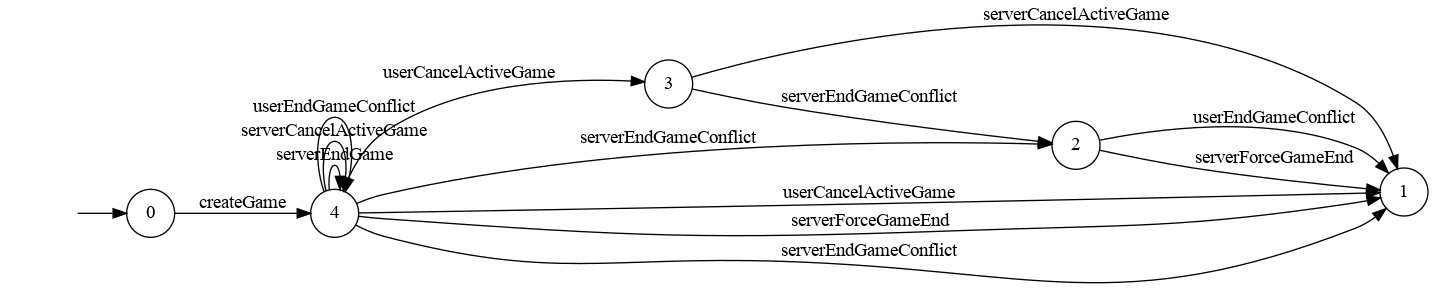 serverCancelActiveGame
userCancelActiveGame
3
serverEndGameConflict
userEndGameConflict
serverCancelActiveGame
serverEndGame
serverEndGameConflict
2
userEndGameConflict
serverForceGameEnd
0
createGame
4
userCancelActiveGame
1
serverForceGameEnd
serverEndGameConflict